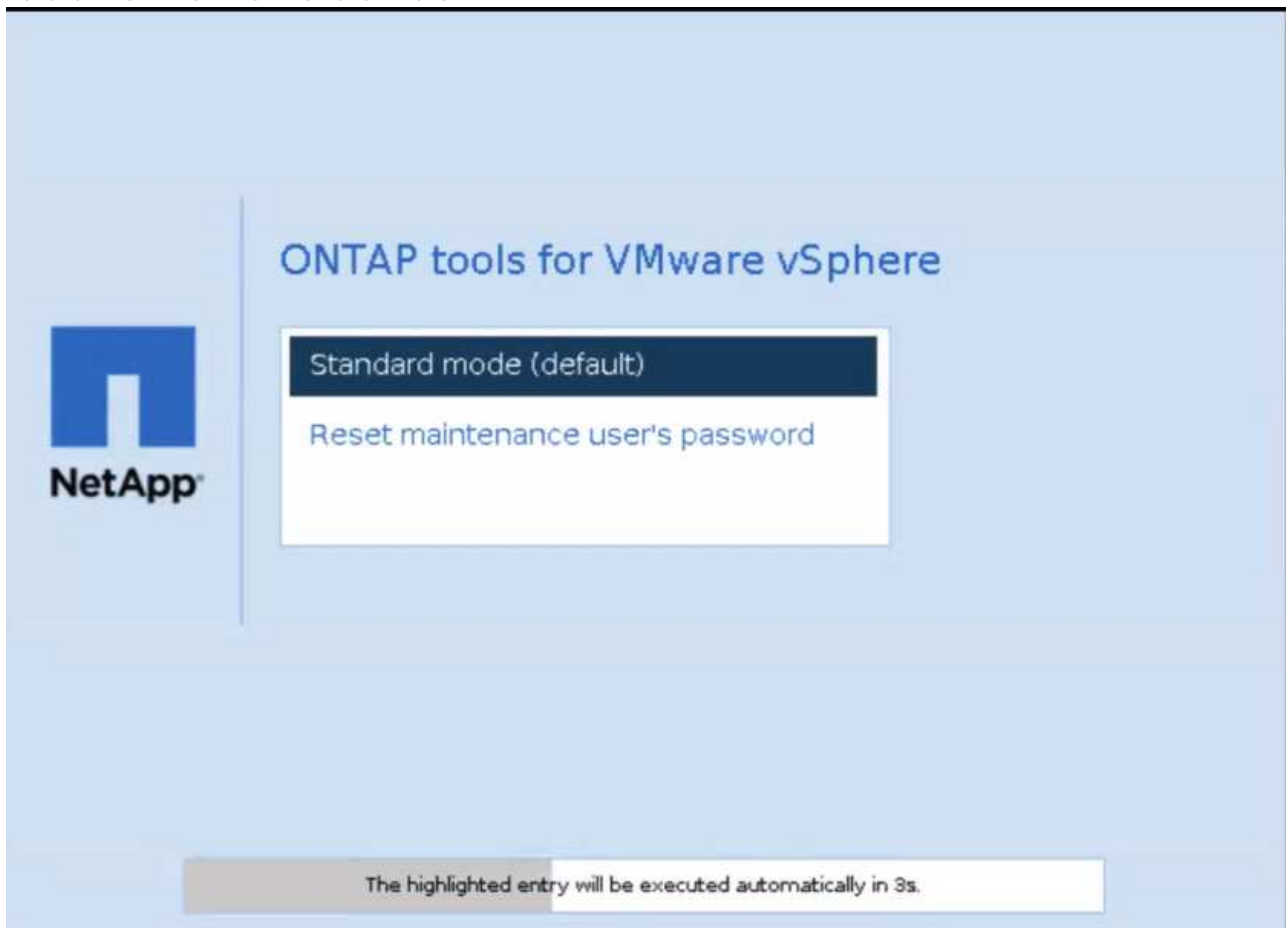 ONTAP tools for VMware vSphere
Standard mode (default)
Reset maintenance user's password
NetApp®
The highlighted entry will be executed automatically in 3s.